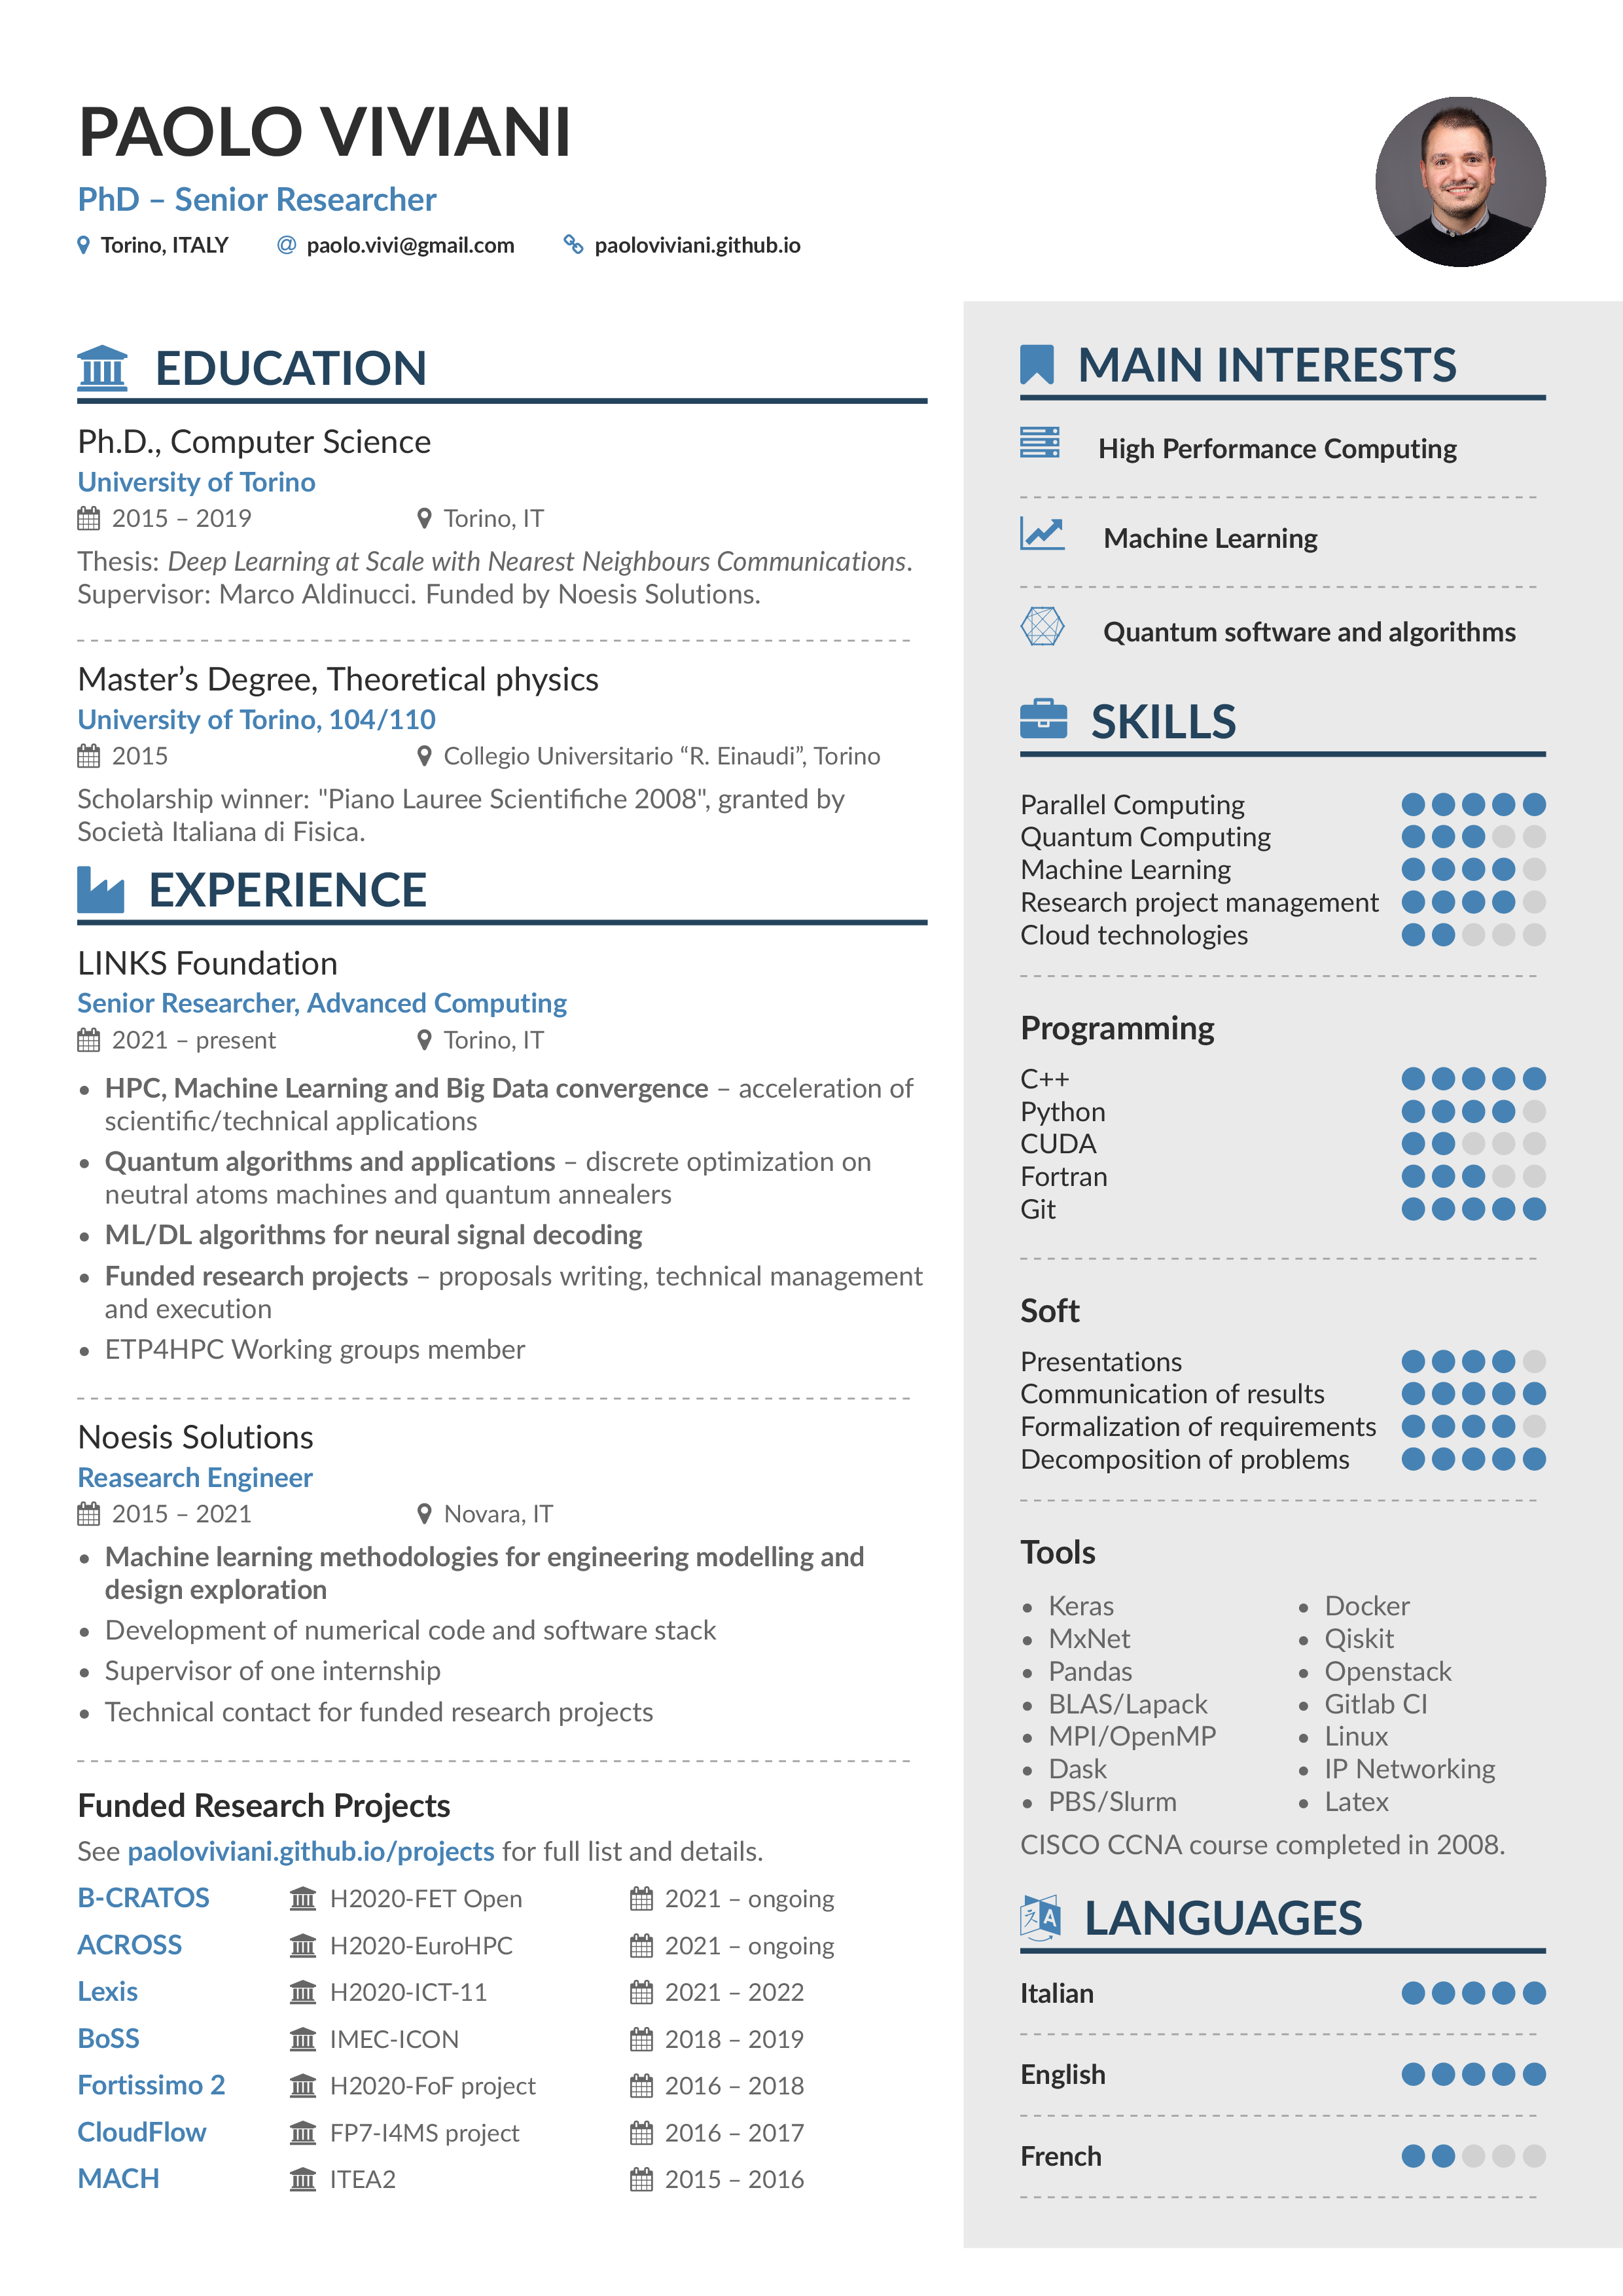 PAOLO VIVIANI
PhD – Senior Researcher
Torino, ITALY @ paolo.vivi@gmail.com paoloviviani.github.io
EDUCATION
Ph.D., Computer Science
University of Torino
2015 – 2019 Torino, IT
Thesis: Deep Learning at Scale with Nearest Neighbours Communications.
Supervisor: Marco Aldinucci. Funded by Noesis Solutions.
Master’s Degree, Theoretical physics
University of Torino, 104/110
2015 Collegio Universitario “R. Einaudi”, Torino
Scholarship winner: "Piano Lauree Scientifiche 2008", granted by
Società Italiana di Fisica.
EXPERIENCE
LINKS Foundation
Senior Researcher, Advanced Computing
2021 – present Torino, IT
• HPC, Machine Learning and Big Data convergence – acceleration of
scientific/technical applications
• Quantum algorithms and applications – discrete optimization on
neutral atoms machines and quantum annealers
• ML/DL algorithms for neural signal decoding
• Funded research projects – proposals writing, technical management
and execution
• ETP4HPC Working groups member
Noesis Solutions
Reasearch Engineer
2015 – 2021 Novara, IT
• Machine learning methodologies for engineering modelling and
design exploration
• Development of numerical code and software stack
• Supervisor of one internship
• Technical contact for funded research projects
Funded Research Projects
See paoloviviani.github.io/projects for full list and details.
B-CRATOS H2020-FET Open 2021 – ongoing
ACROSS H2020-EuroHPC 2021 – ongoing
Lexis H2020-ICT-11 2021 – 2022
BoSS IMEC-ICON 2018 – 2019
Fortissimo 2 H2020-FoF project 2016 – 2018
CloudFlow FP7-I4MS project 2016 – 2017
MACH ITEA2 2015 – 2016
MAIN INTERESTS
High Performance Computing
Machine Learning
Quantum software and algorithms
SKILLS
Parallel Computing
Quantum Computing
Machine Learning
Research project management
Cloud technologies
Programming
C++
Python
CUDA
Fortran
Git
Soft
Presentations
Communication of results
Formalization of requirements
Decomposition of problems
Tools
• Keras
• MxNet
• Pandas
• BLAS/Lapack
• MPI/OpenMP
• Dask
• PBS/Slurm
• Docker
• Qiskit
• Openstack
• Gitlab CI
• Linux
• IP Networking
• Latex
CISCO CCNA course completed in 2008.
LANGUAGES
Italian
English
French